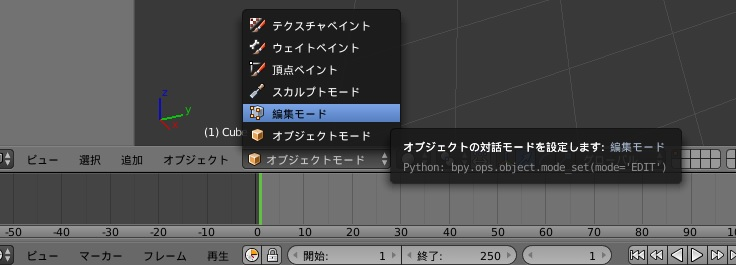 テクスチャペイント
ウェイトペイント
頂点ペイント
スカルプトモード
編集モード
オブジェクトモード
z
y
x
(1) Cube
オブジェクトの対話モードを設定します: 編集モード
Python: bpy.ops.object.mode_set(mode='EDIT')
ビュー 選択 追加 オブジェクト オブジェクトモード
-50 -40 -30 -20 -10 0 10 20 30 40 50 60 70 80 90
ビュー マーカー フレーム 再生 開始: 1 終了: 250 1